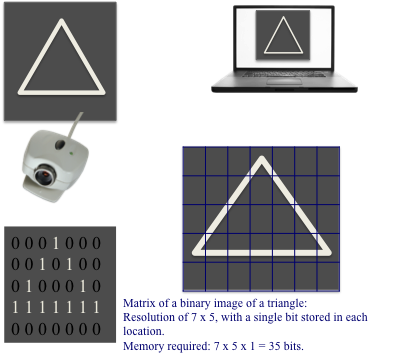 0 0 0 1 0 0 0
0 0 1 0 1 0 0
0 1 0 0 0 1 0
1 1 1 1 1 1 1
0 0 0 0 0 0 0
Matrix of a binary image of a triangle:
Resolution of 7 x 5, with a single bit stored in each
location.
Memory required: 7 x 5 x 1 = 35 bits.